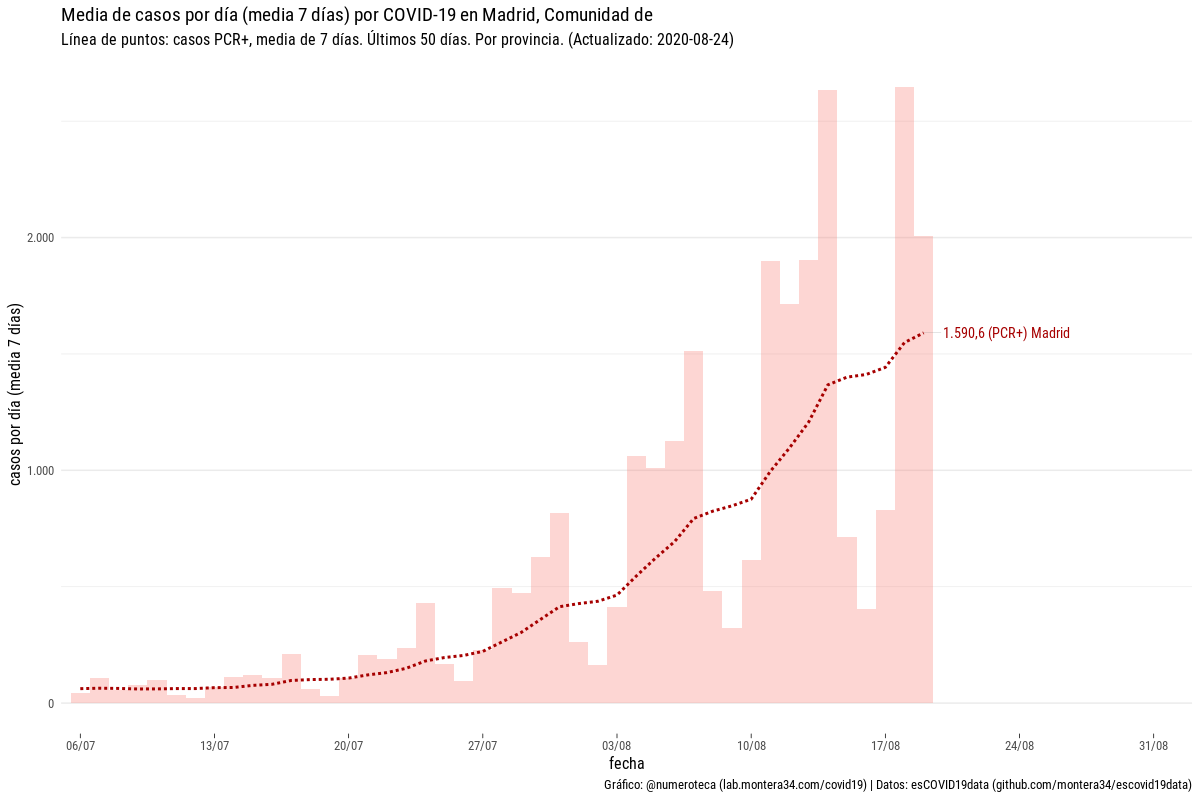 Media de casos por día (media 7 días) por COVID-19 en Madrid, Comunidad de
Línea de puntos: casos PCR+, media de 7 días. Últimos 50 días. Por provincia. (Actualizado: 2020-08-24)
casos por día (media 7 días)
2.000
1.000
0
1.590,6 (PCR+) Madrid
06/07
13/07
20/07
27/07
03/08
10/08
17/08
24/08
31/08
fecha
Gráfico: @numeroteca (lab.montera34.com/covid19) | Datos: esCOVID19data (github.com/montera34/escovid19data)